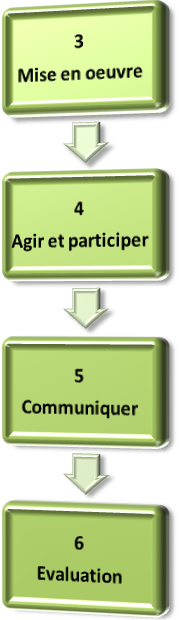 3
Mise en oeuvre
4
Agir et participer
5
Communiquer
6
Evaluation